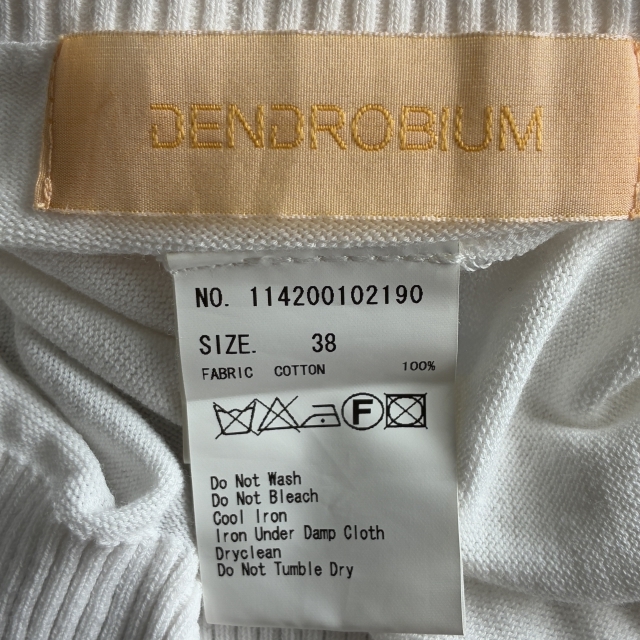 DENDROBIUM
NO. 114200102190
SIZE. 38
FABRIC COTTON 100%
F
Do Not Wash
Do Not Bleach
Cool Iron
Iron Under Damp Cloth
Dryclean
Do Not Tumble Dry